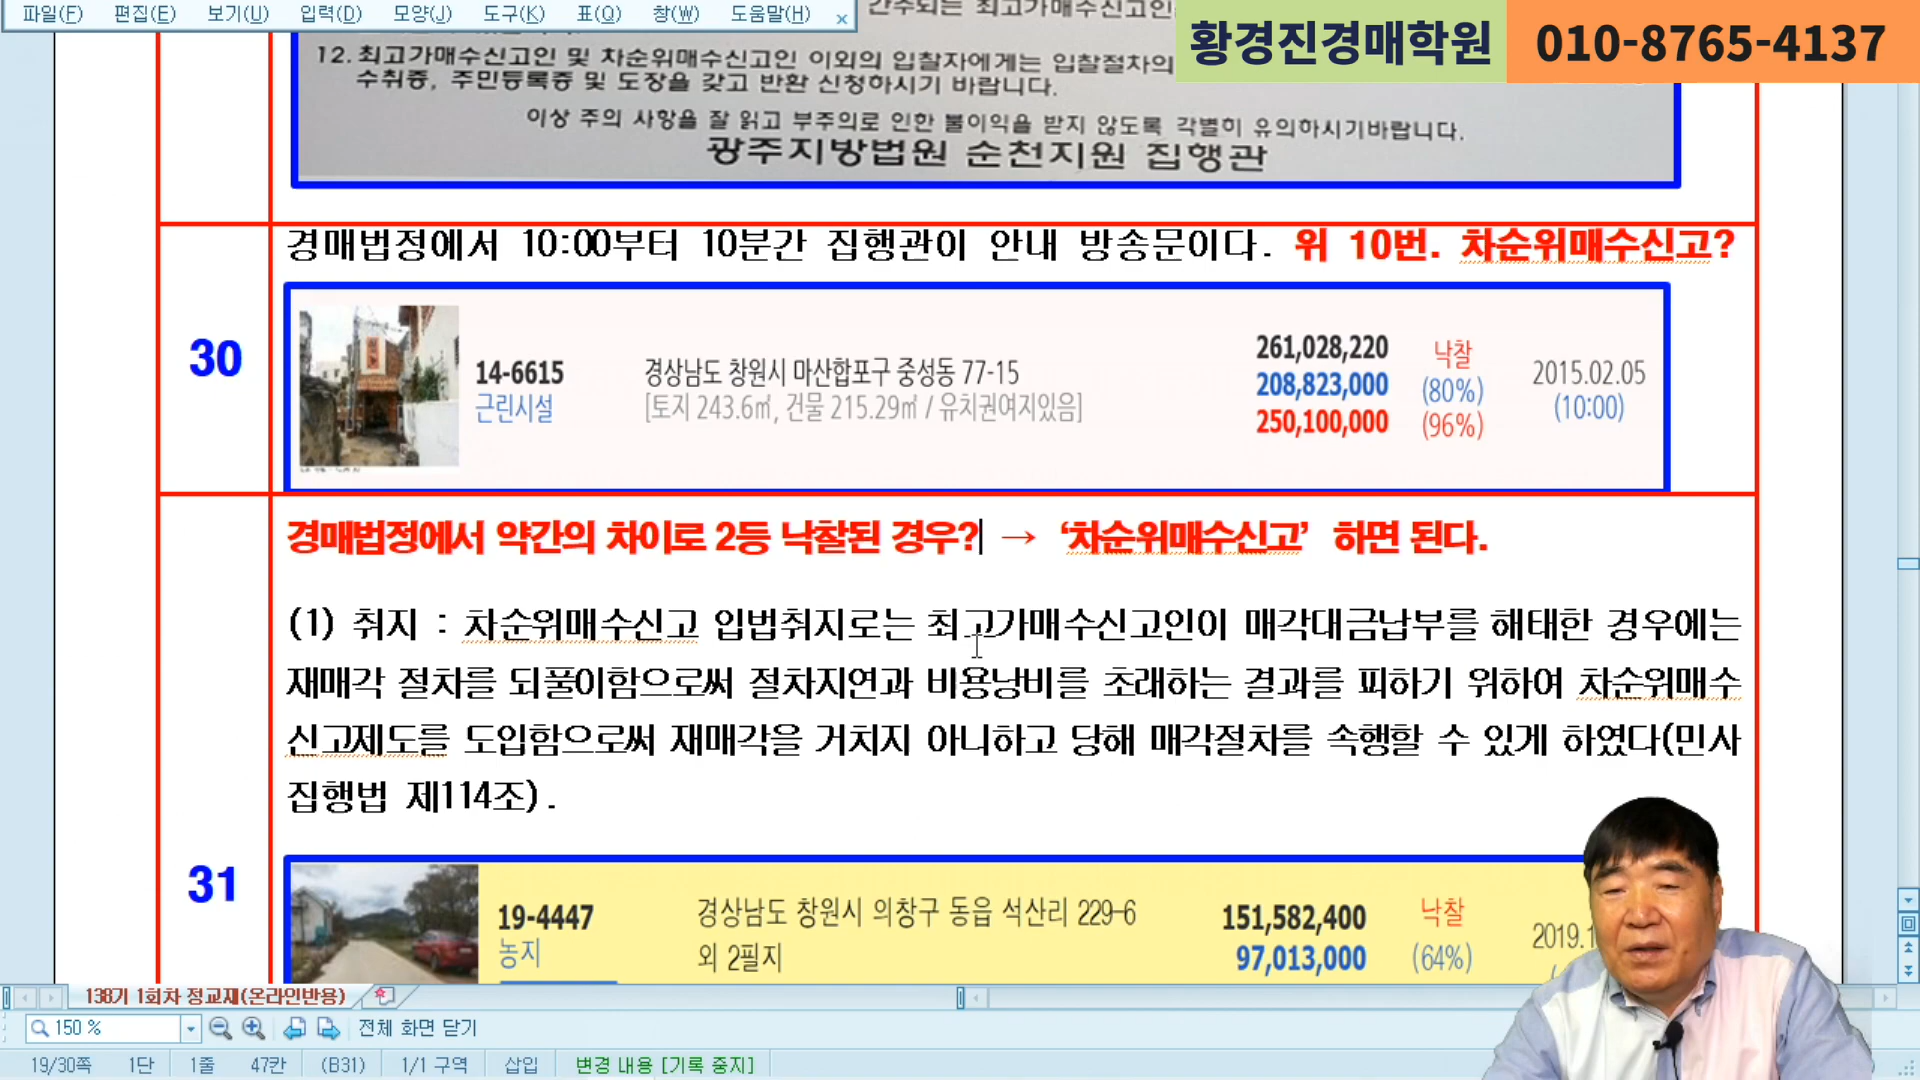 파일(F) 편집(E) 보기(U) 입력(D) 모양(J) 도구(K) 표(Q) 창(W) 도움말(H)
간주되는 최고가매수신고인
황경진경매학원 010-8765-4137
12. 최고가매수신고인 및 차순위매수신고인 이외의 입찰자에게는 입찰절차의
수취증, 주민등록증 및 도장을 갖고 반환 신청하시기 바랍니다.
이상 주의 사항을 잘 읽고 부주의로 인한 불이익을 받지 않도록 각별히 유의하시기바랍니다.
광주지방법원 순천지원 집행관
경매법정에서 10:00부터 10분간 집행관이 안내 방송문이다. 위 10번. 차순위매수신고?
30
14-6615
근린시설
경상남도 창원시 마산합포구 중성동 77-15
[토지 243.6㎡, 건물 215.29㎡ / 유치권여지있음]
261,028,220
208,823,000
250,100,000
낙찰
(80%)
(96%)
2015.02.05
(10:00)
경매법정에서 약간의 차이로 2등 낙찰된 경우? → ‘차순위매수신고’ 하면 된다.
(1) 취지 : 차순위매수신고 입법취지로는 최고가매수신고인이 매각대금납부를 해태한 경우에는
재매각 절차를 되풀이함으로써 절차지연과 비용낭비를 초래하는 결과를 피하기 위하여 차순위매수
신고제도를 도입함으로써 재매각을 거치지 아니하고 당해 매각절차를 속행할 수 있게 하였다(민사
집행법 제114조).
31
19-4447
농지
경상남도 창원시 의창구 동읍 석산리 229-6
외 2필지
151,582,400
97,013,000
낙찰
(64%)
2019.1
138기 1회차 정교재(온라인반용)
150 %
전체 화면 닫기
19/30쪽 1단 1줄 47칸 (B31) 1/1 구역 삽입 변경 내용 [기록 중지]